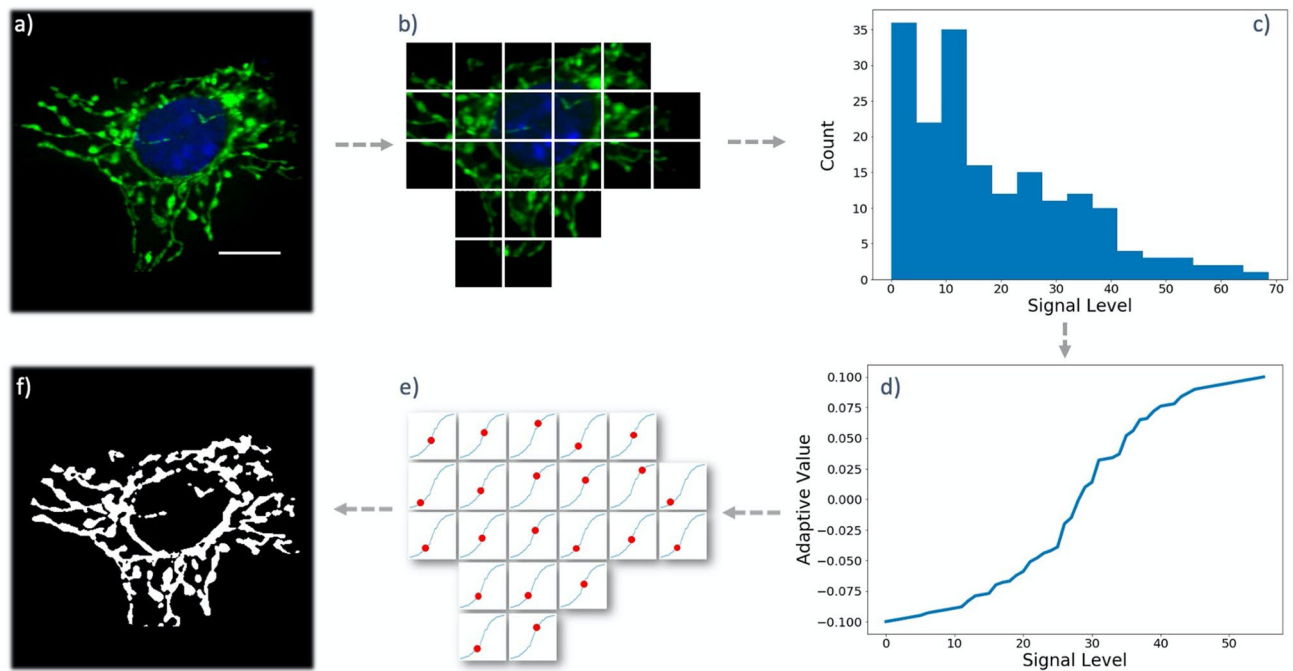 a)
b)
c)
35
30
25
20
15
10
5
0
Count
0 10 20 30 40 50 60 70
Signal Level
f)
e)
d)
0.100
0.075
0.050
0.025
0.000
−0.025
−0.050
−0.075
−0.100
Adaptive Value
0 10 20 30 40 50
Signal Level